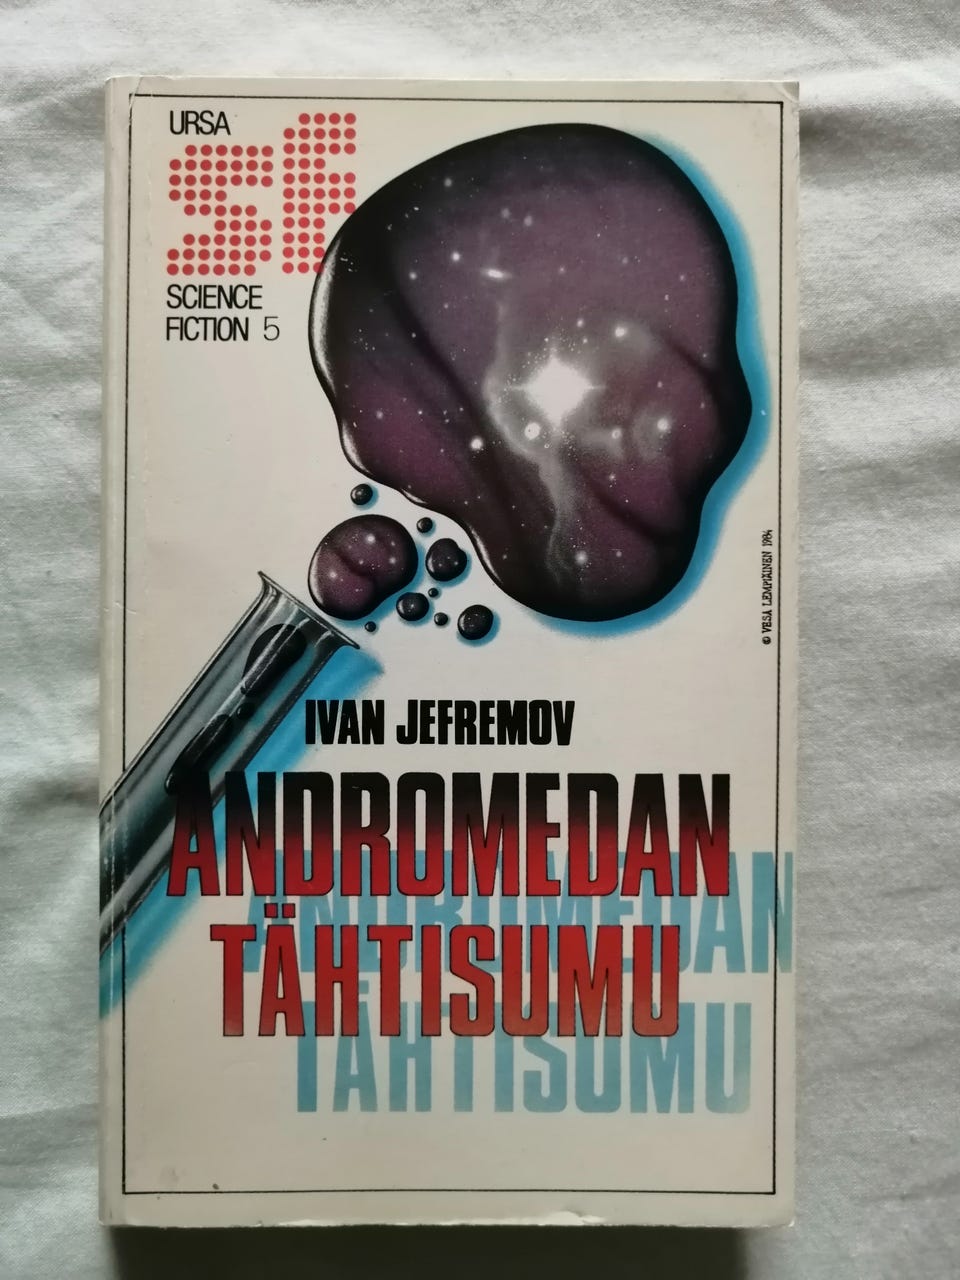 URSA
sf
SCIENCE
FICTION 5
© VESA LEMPIÄINEN 1984
IVAN JEFREMOV
ANDROMEDAN
TÄHTISUMU
ANDROMEDAN
TÄHTISUMU